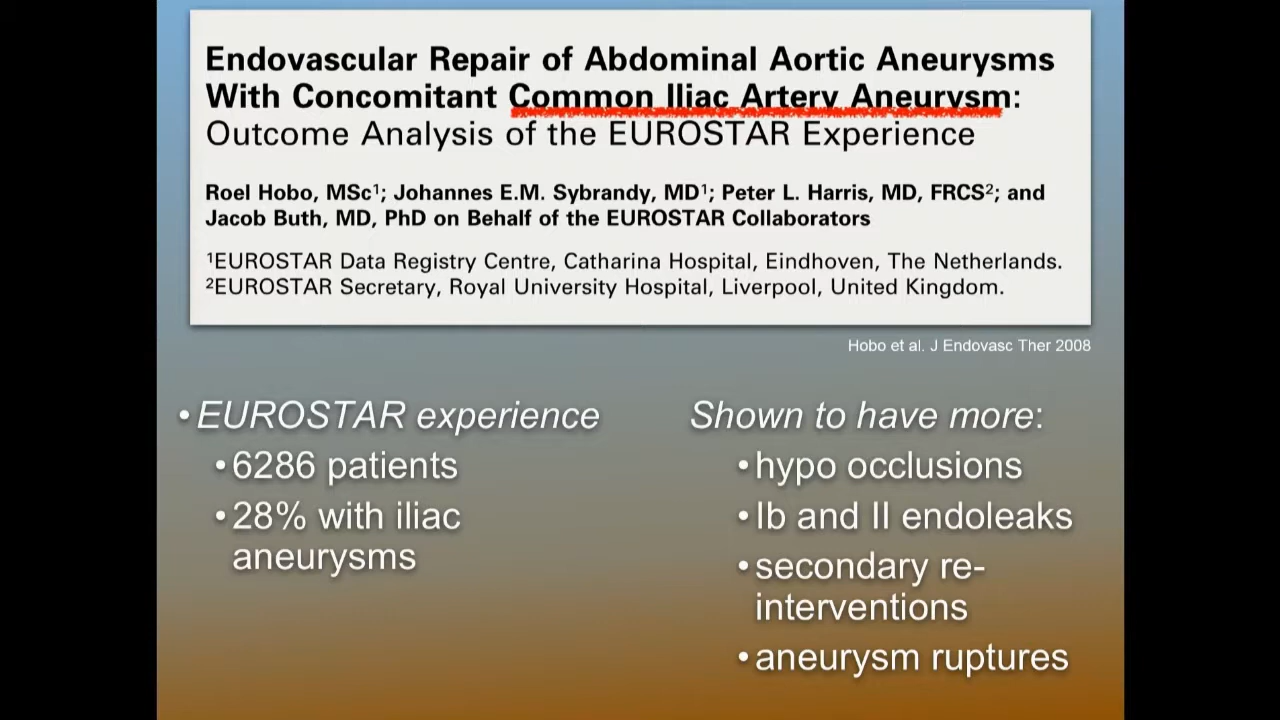 Endovascular Repair of Abdominal Aortic Aneurysms
With Concomitant Common Iliac Artery Aneurysm:
Outcome Analysis of the EUROSTAR Experience
Roel Hobo, MSc¹; Johannes E.M. Sybrandy, MD¹; Peter L. Harris, MD, FRCS²; and
Jacob Buth, MD, PhD on Behalf of the EUROSTAR Collaborators
¹EUROSTAR Data Registry Centre, Catharina Hospital, Eindhoven, The Netherlands.
²EUROSTAR Secretary, Royal University Hospital, Liverpool, United Kingdom.
Hobo et al. J Endovasc Ther 2008
• EUROSTAR experience
• 6286 patients
• 28% with iliac
aneurysms
Shown to have more:
• hypo occlusions
• Ib and II endoleaks
• secondary re-
interventions
• aneurysm ruptures